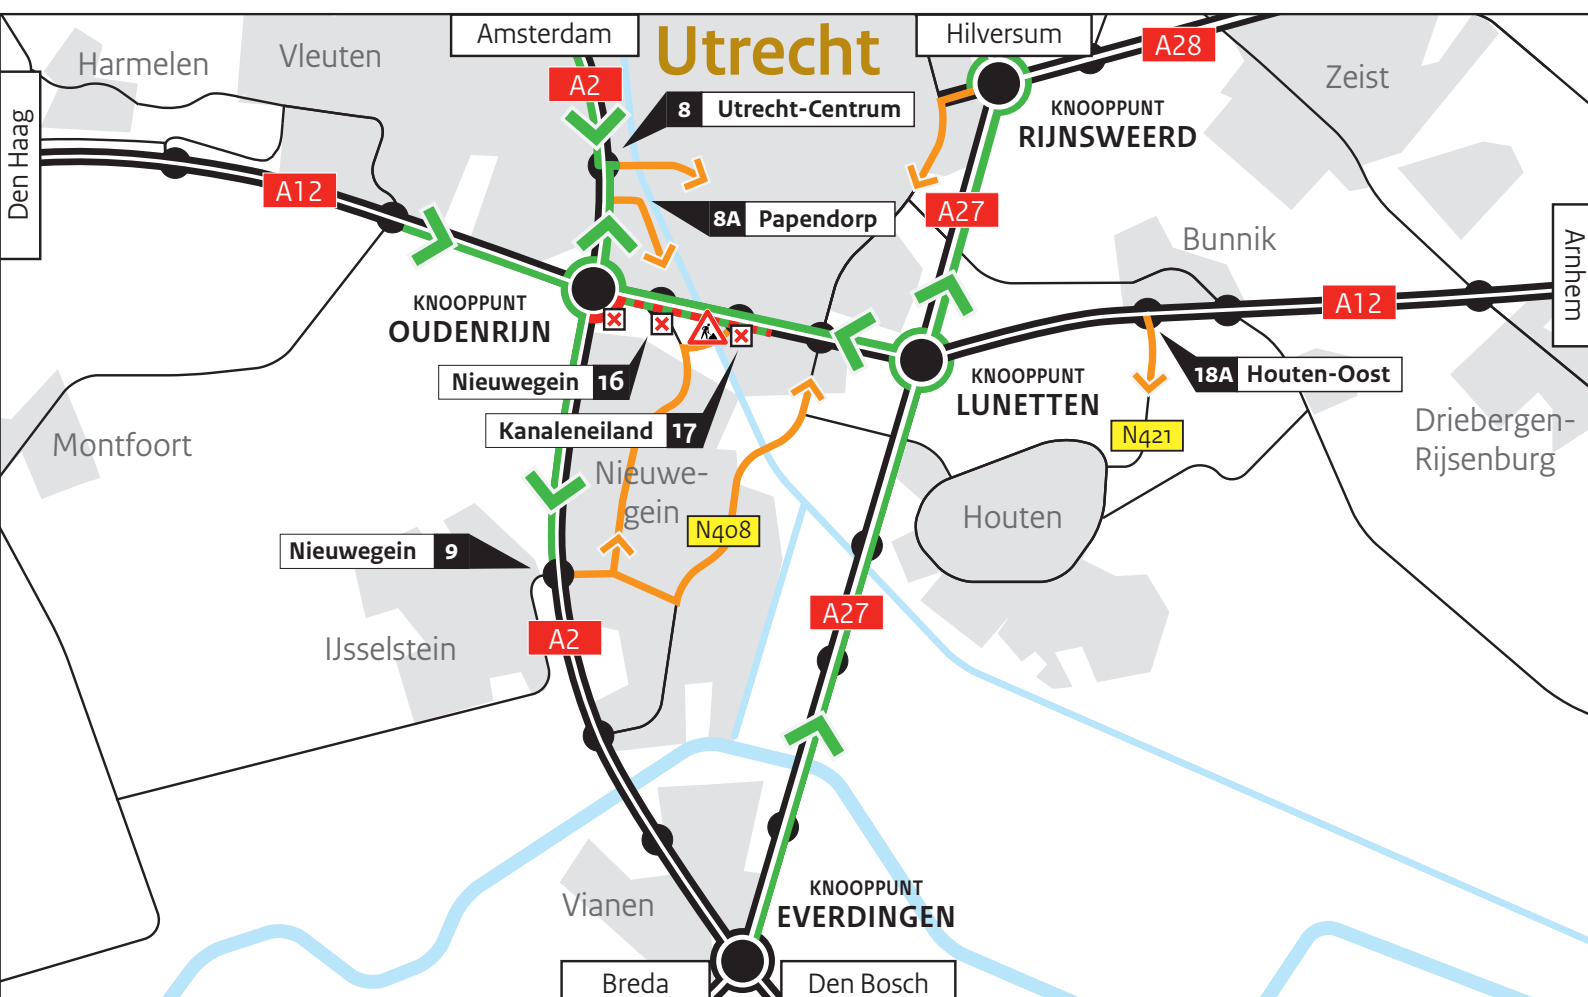 Amsterdam
Hilversum
Utrecht
A28
Harmelen
Vleuten
Zeist
A2
8 Utrecht-Centrum
KNOOPPUNT
RIJNSWEERD
Den Haag
A12
8A Papendorp
A27
Bunnik
Arnhem
KNOOPPUNT
OUDENRIJN
A12
Nieuwegein 16
KNOOPPUNT
LUNETTEN
18A Houten-Oost
Kanaleneiland 17
N421
Driebergen-
Rijsenburg
Montfoort
Nieuwe-
gein
N408
Houten
Nieuwegein 9
A2
A27
IJsselstein
KNOOPPUNT
EVERDINGEN
Vianen
Breda
Den Bosch